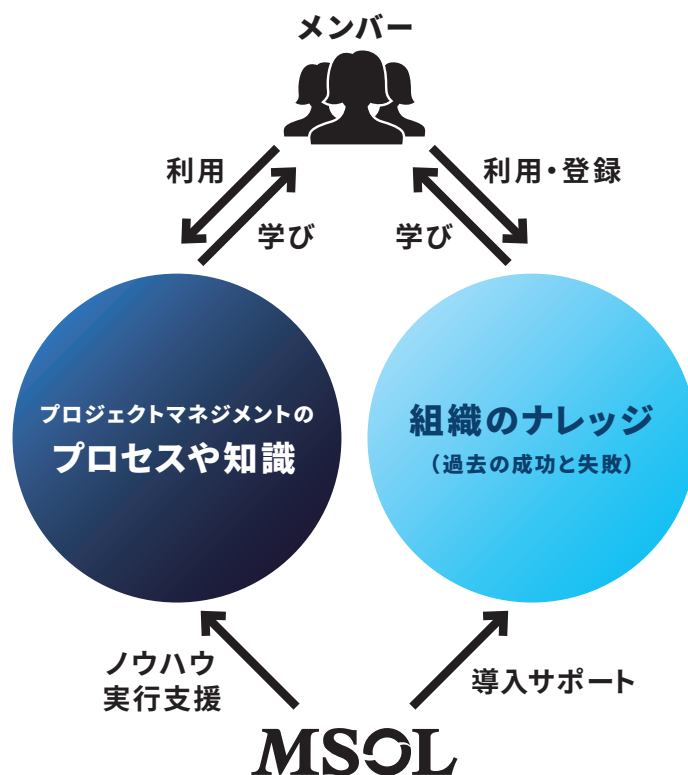 メンバー
利用
利用・登録
学び
学び
プロジェクトマネジメントの
プロセスや知識
組織のナレッジ
（過去の成功と失敗）
ノウハウ
実行支援
導入サポート
MSOL